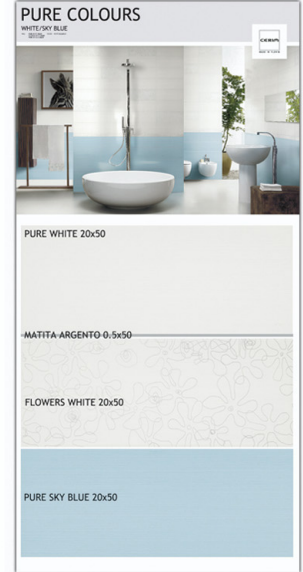 PURE COLOURS
WHITE/SKY BLUE
CERIM
PURE WHITE 20x50
MATITA ARGENTO 0.5x50
FLOWERS WHITE 20x50
PURE SKY BLUE 20x50